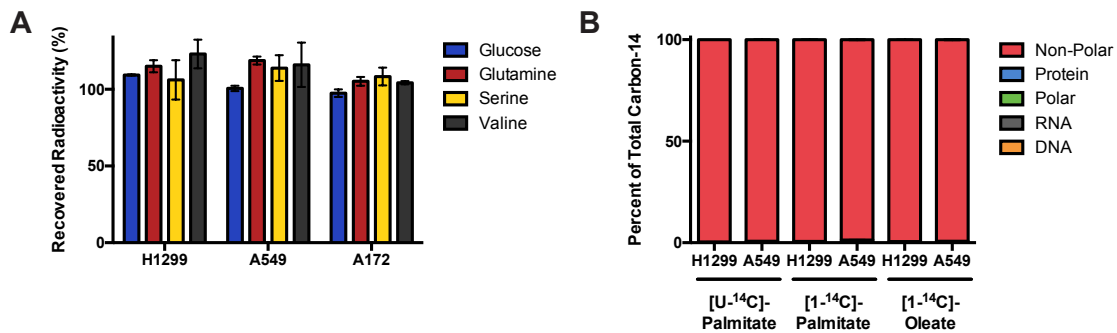 A
Recovered Radioactivity (%)
100
50
0
H1299
A549
A172
Glucose
Glutamine
Serine
Valine
B
Percent of Total Carbon-14
100
50
0
H1299 A549 H1299 A549 H1299 A549
[U-¹⁴C]-
Palmitate
[1-¹⁴C]-
Palmitate
[1-¹⁴C]-
Oleate
Non-Polar
Protein
Polar
RNA
DNA